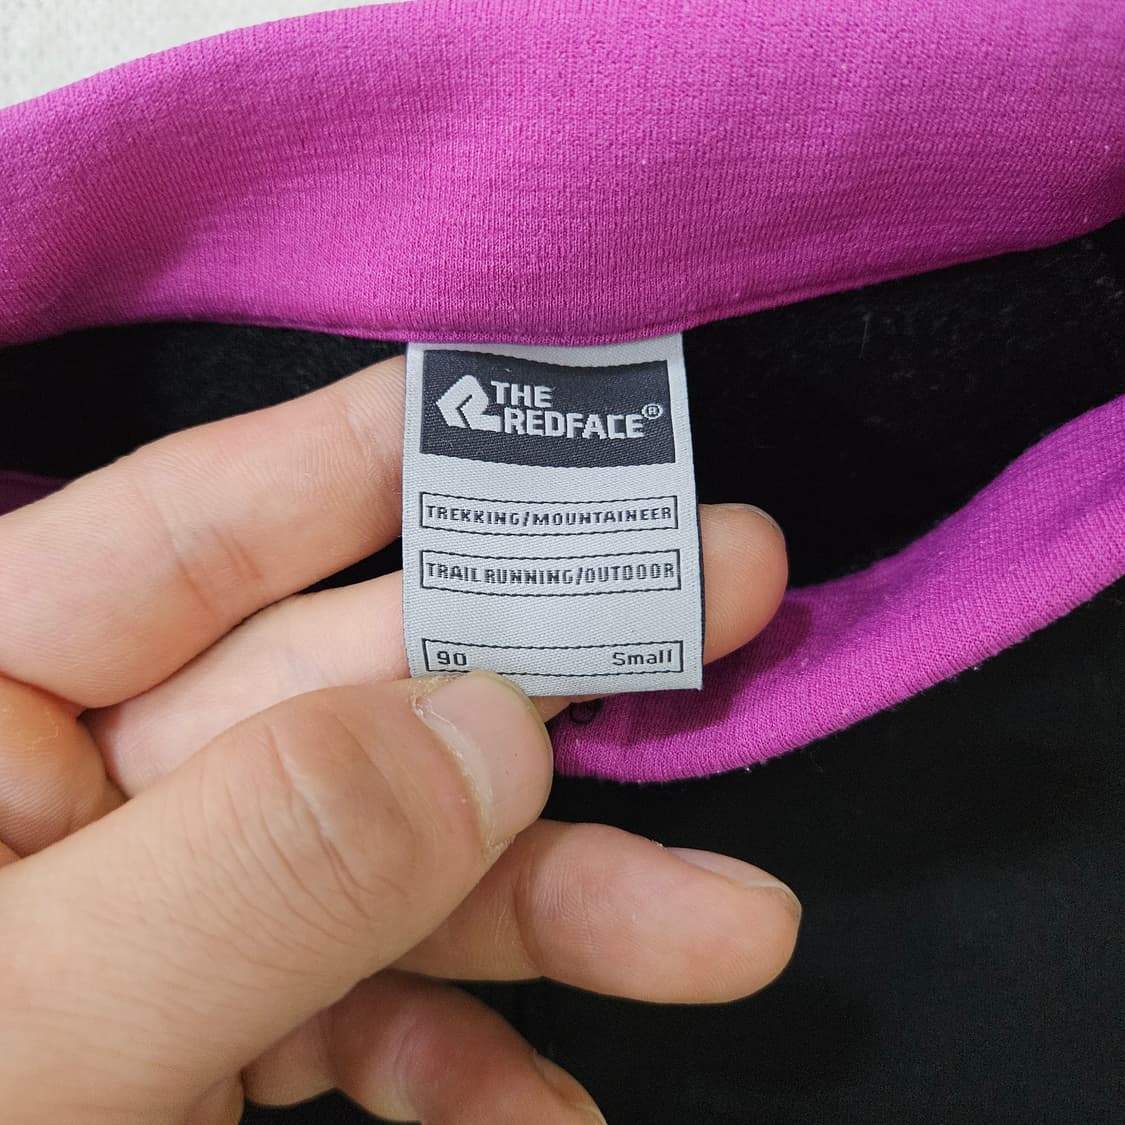 THE
REDFACE®
TREKKING/MOUNTAINEER
TRAIL RUNNING/OUTDOOR
90 Small